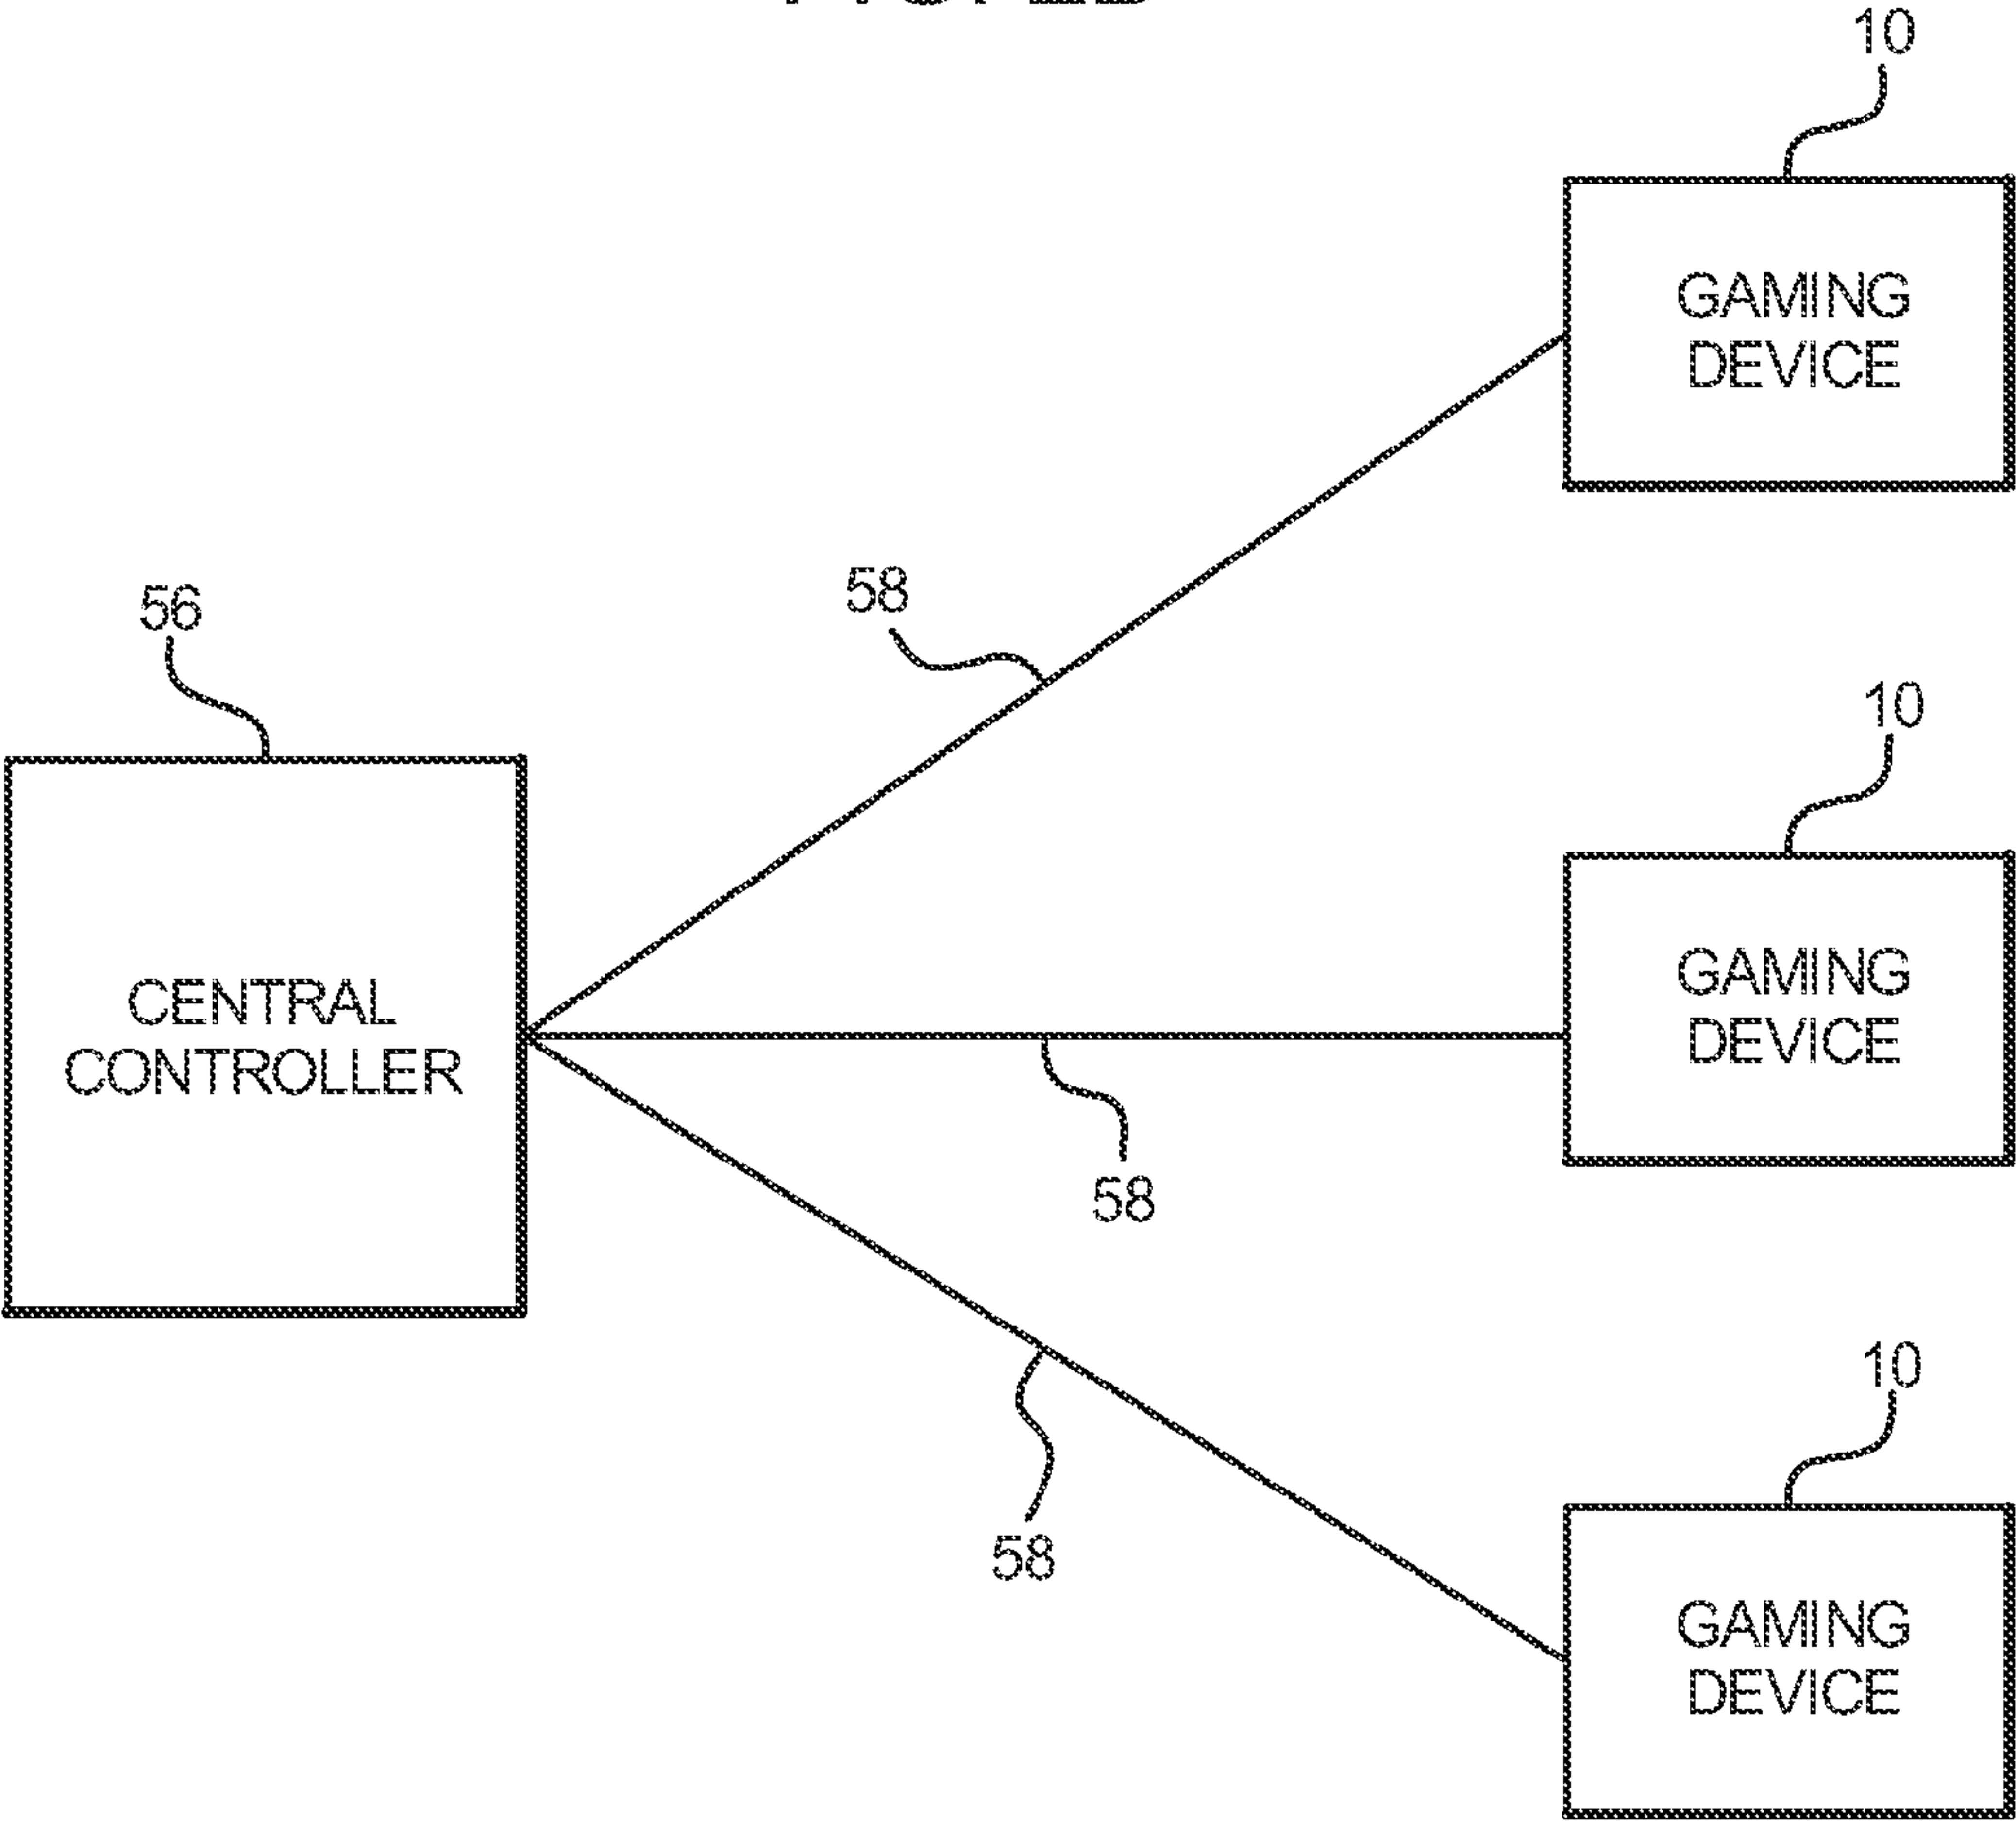 10
GAMING
DEVICE
58
56
10
CENTRAL
CONTROLLER
GAMING
DEVICE
58
10
58
GAMING
DEVICE